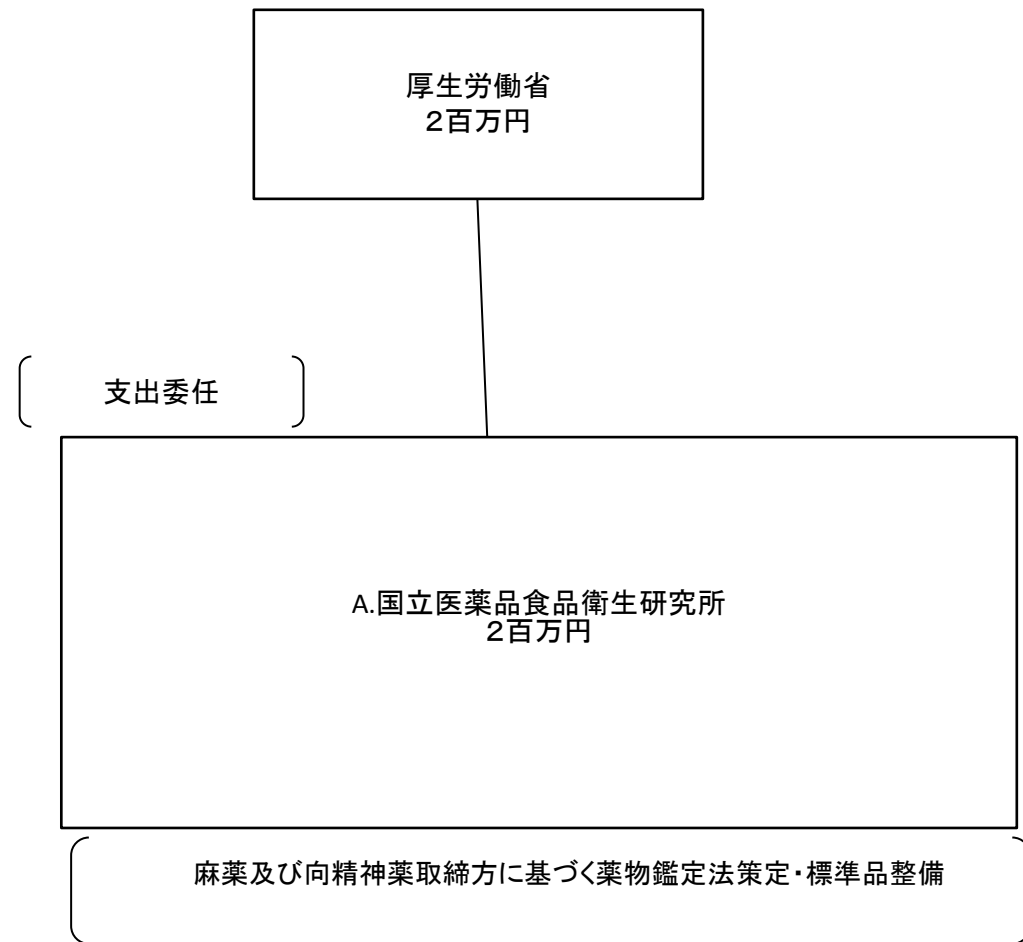 厚生労働省
２百万円
支出委任
A.国立医薬品食品衛生研究所
２百万円
麻薬及び向精神薬取締方に基づく薬物鑑定法策定・標準品整備